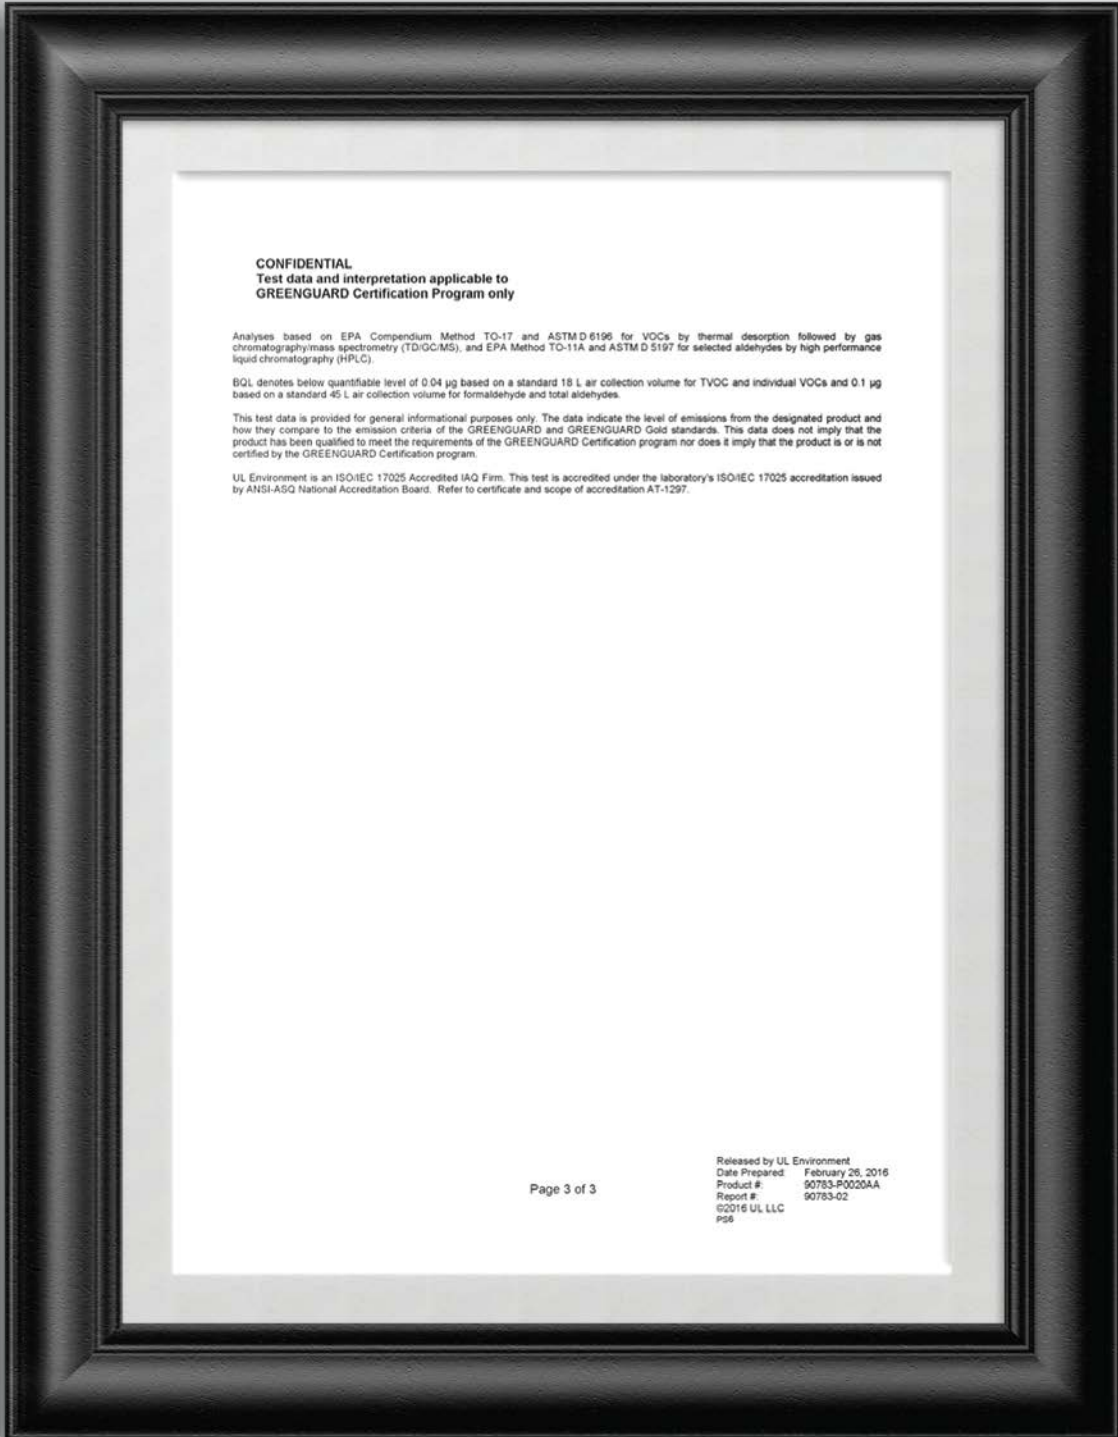 CONFIDENTIAL
Test data and interpretation applicable to
GREENGUARD Certification Program only
Analyses based on EPA Compendium Method TO-17 and ASTM D 6196 for VOCs by thermal desorption followed by gas
chromatography/mass spectrometry (TD/GC/MS), and EPA Method TO-11A and ASTM D 5197 for selected aldehydes by high performance
liquid chromatography (HPLC).
BQL denotes below quantifiable level of 0.04 µg based on a standard 18 L air collection volume for TVOC and individual VOCs and 0.1 µg
based on a standard 45 L air collection volume for formaldehyde and total aldehydes.
This test data is provided for general informational purposes only. The data indicate the level of emissions from the designated product and
how they compare to the emission criteria of the GREENGUARD and GREENGUARD Gold standards. This data does not imply that the
product has been qualified to meet the requirements of the GREENGUARD Certification program nor does it imply that the product is or is not
certified by the GREENGUARD Certification program.
UL Environment is an ISO/IEC 17025 Accredited IAQ Firm. This test is accredited under the laboratory's ISO/IEC 17025 accreditation issued
by ANSI-ASQ National Accreditation Board. Refer to certificate and scope of accreditation AT-1297.
Page 3 of 3
Released by UL Environment
Date Prepared: February 26, 2016
Product #: 90783-P0020AA
Report #: 90783-02
©2016 UL LLC
PS6